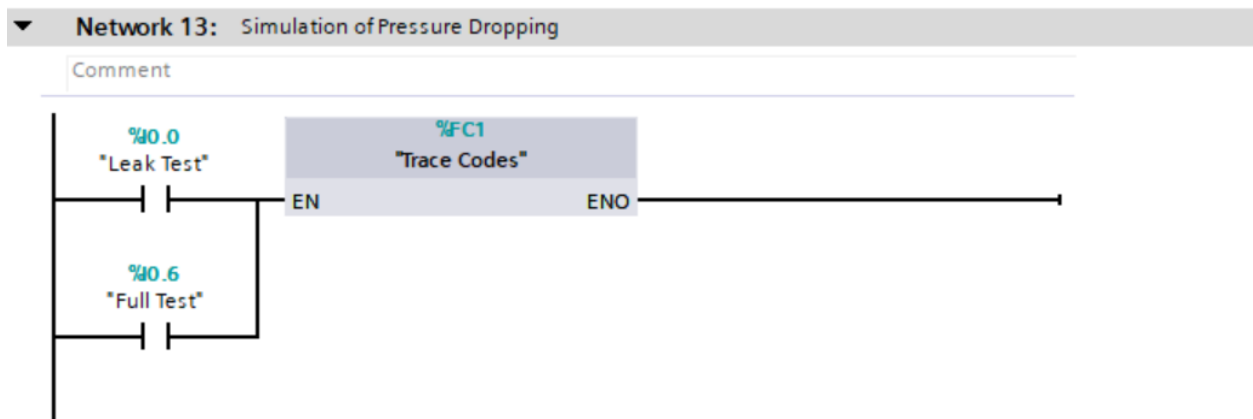 Network 13: Simulation of Pressure Dropping
Comment
%I0.0
"Leak Test"
%FC1
"Trace Codes"
EN
ENO
%I0.6
"Full Test"